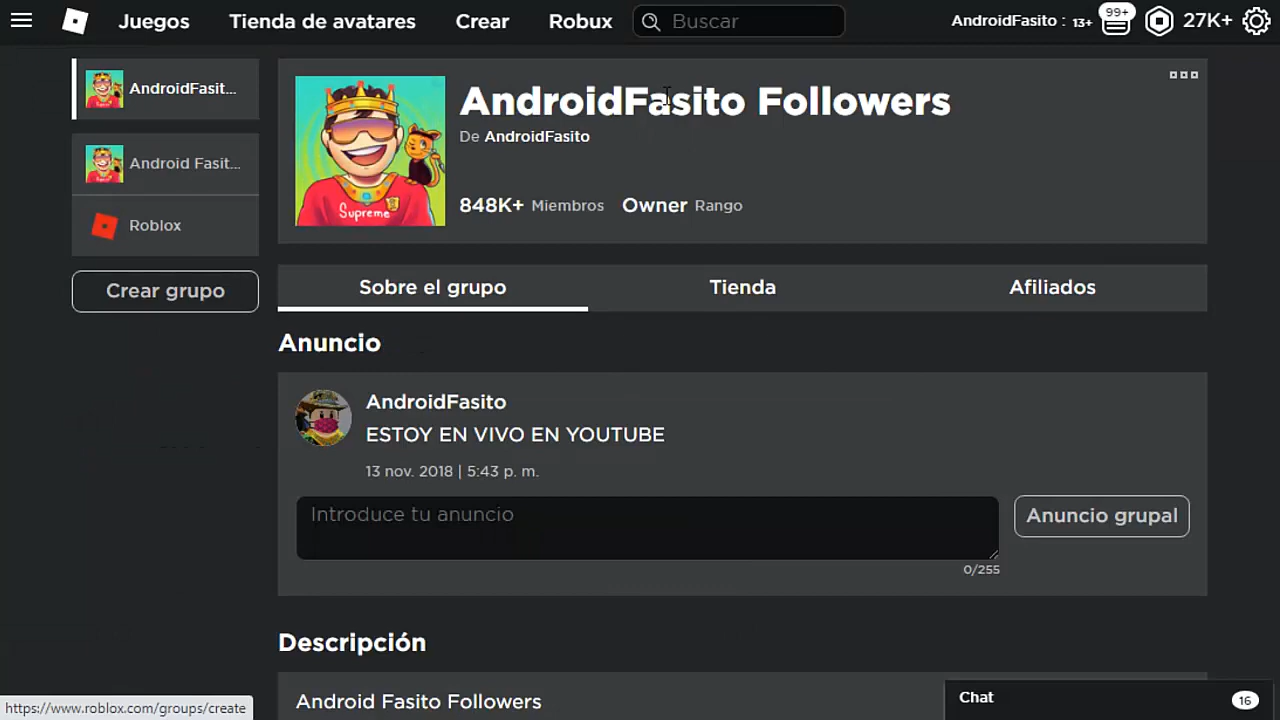 Juegos Tienda de avatares Crear Robux Buscar AndroidFasito : 13+ 99+ 27K+
AndroidFasit...
Android Fasit...
Roblox
Crear grupo
Supreme
AndroidFasito Followers
De AndroidFasito
848K+ Miembros Owner Rango
Sobre el grupo Tienda Afiliados
Anuncio
AndroidFasito
ESTOY EN VIVO EN YOUTUBE
13 nov. 2018 | 5:43 p. m.
Introduce tu anuncio
Anuncio grupal
0/255
Descripción
Android Fasito Followers
Chat 16
https://www.roblox.com/groups/create